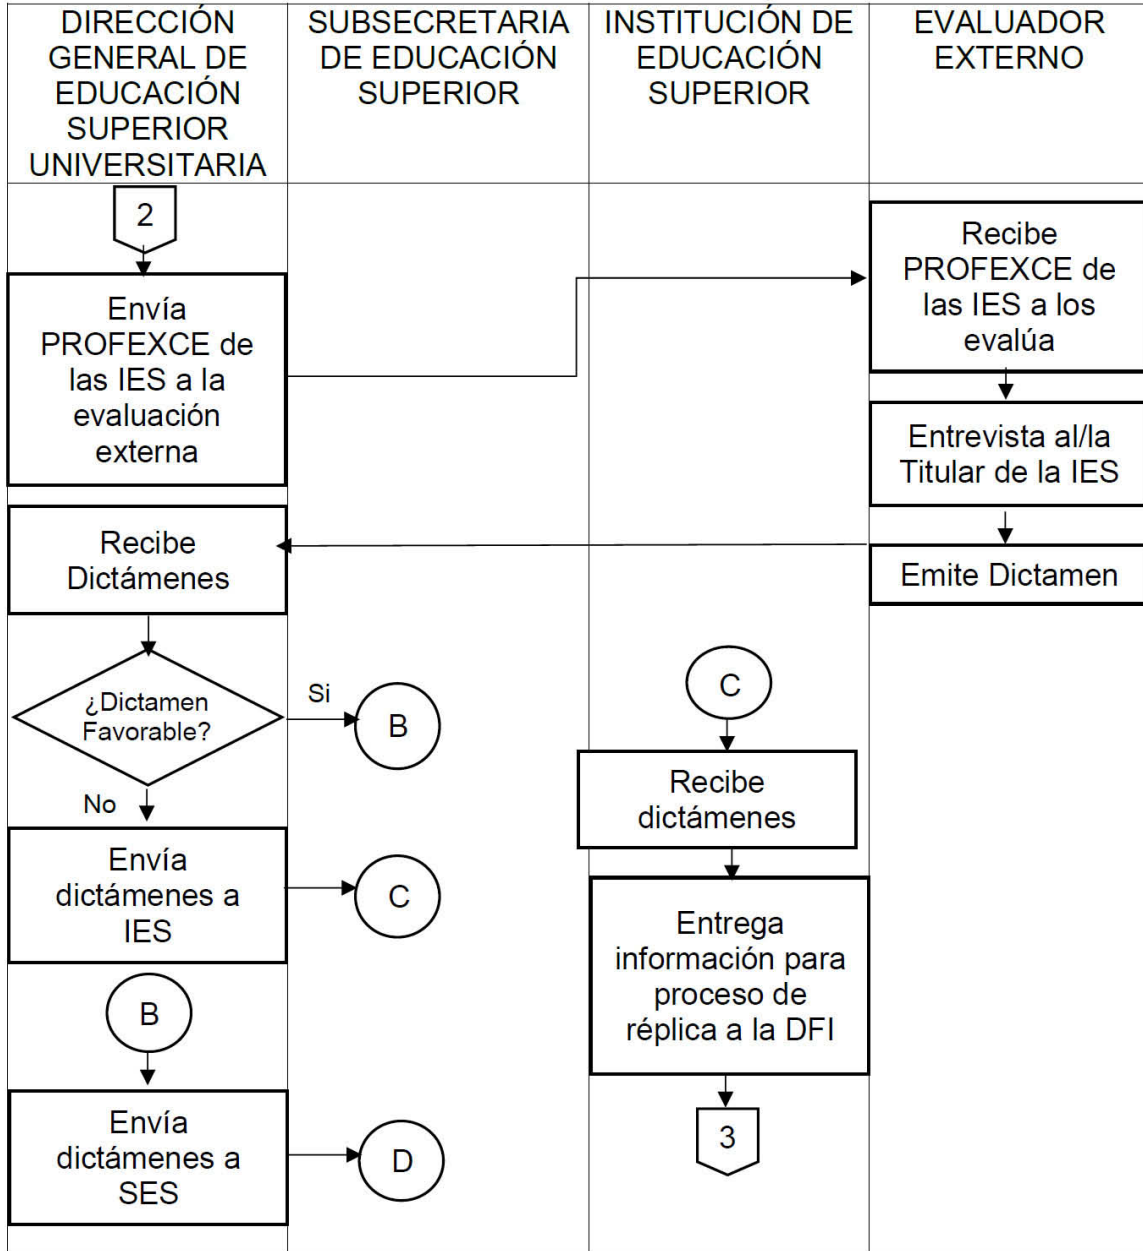 DIRECCIÓN
GENERAL DE
EDUCACIÓN
SUPERIOR
UNIVERSITARIA
SUBSECRETARIA
DE EDUCACIÓN
SUPERIOR
INSTITUCIÓN DE
EDUCACIÓN
SUPERIOR
EVALUADOR
EXTERNO
2
Envía
PROFEXCE de
las IES a la
evaluación
externa
Recibe
PROFEXCE de
las IES a los
evalúa
Entrevista al/la
Titular de la IES
Emite Dictamen
Recibe
Dictámenes
¿Dictamen
Favorable?
Si
B
No
Envía
dictámenes a
IES
C
B
Envía
dictámenes a
SES
D
C
Recibe
dictámenes
Entrega
información para
proceso de
réplica a la DFI
3